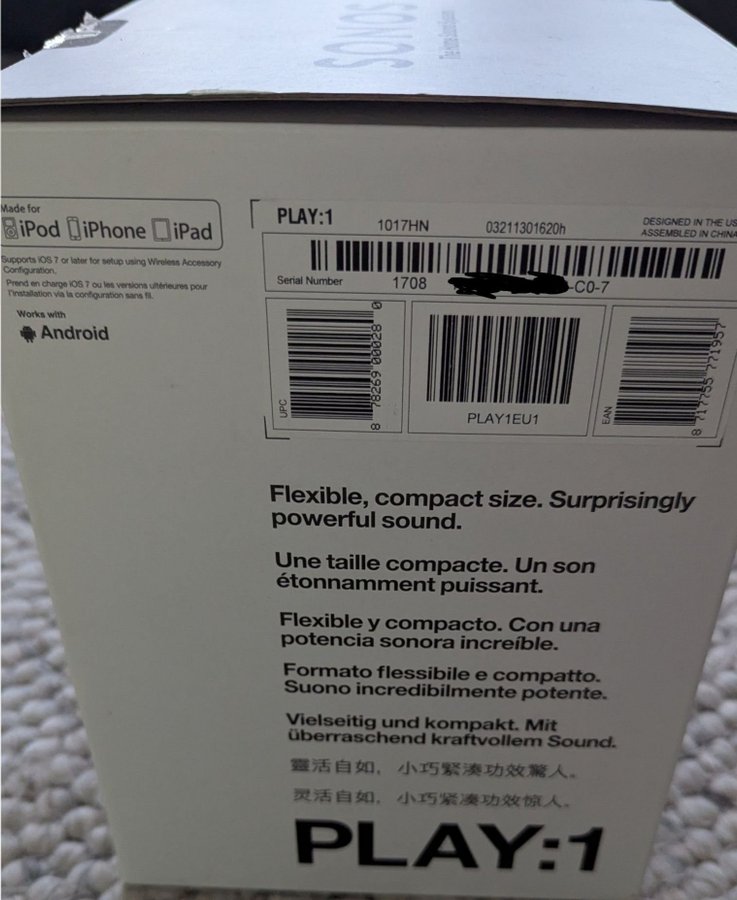 SONOS
Made for
iPod iPhone iPad
Supports iOS 7 or later for setup using Wireless Accessory
Configuration.
Prend en charge iOS 7 ou les versions ultérieures pour
l'installation via la configuration sans fil.
Works with
Android
PLAY:1
1017HN
03211301620h
DESIGNED IN THE US
ASSEMBLED IN CHINA
Serial Number
1708
-C0-7
UPC
8 78269 00028 0
PLAY1EU1
EAN
8 717755 771957
Flexible, compact size. Surprisingly
powerful sound.
Une taille compacte. Un son
étonnamment puissant.
Flexible y compacto. Con una
potencia sonora increíble.
Formato flessibile e compatto.
Suono incredibilmente potente.
Vielseitig und kompakt. Mit
überraschend kraftvollem Sound.
靈活自如，小巧緊湊功效驚人。
灵活自如，小巧紧凑功效惊人。
PLAY:1